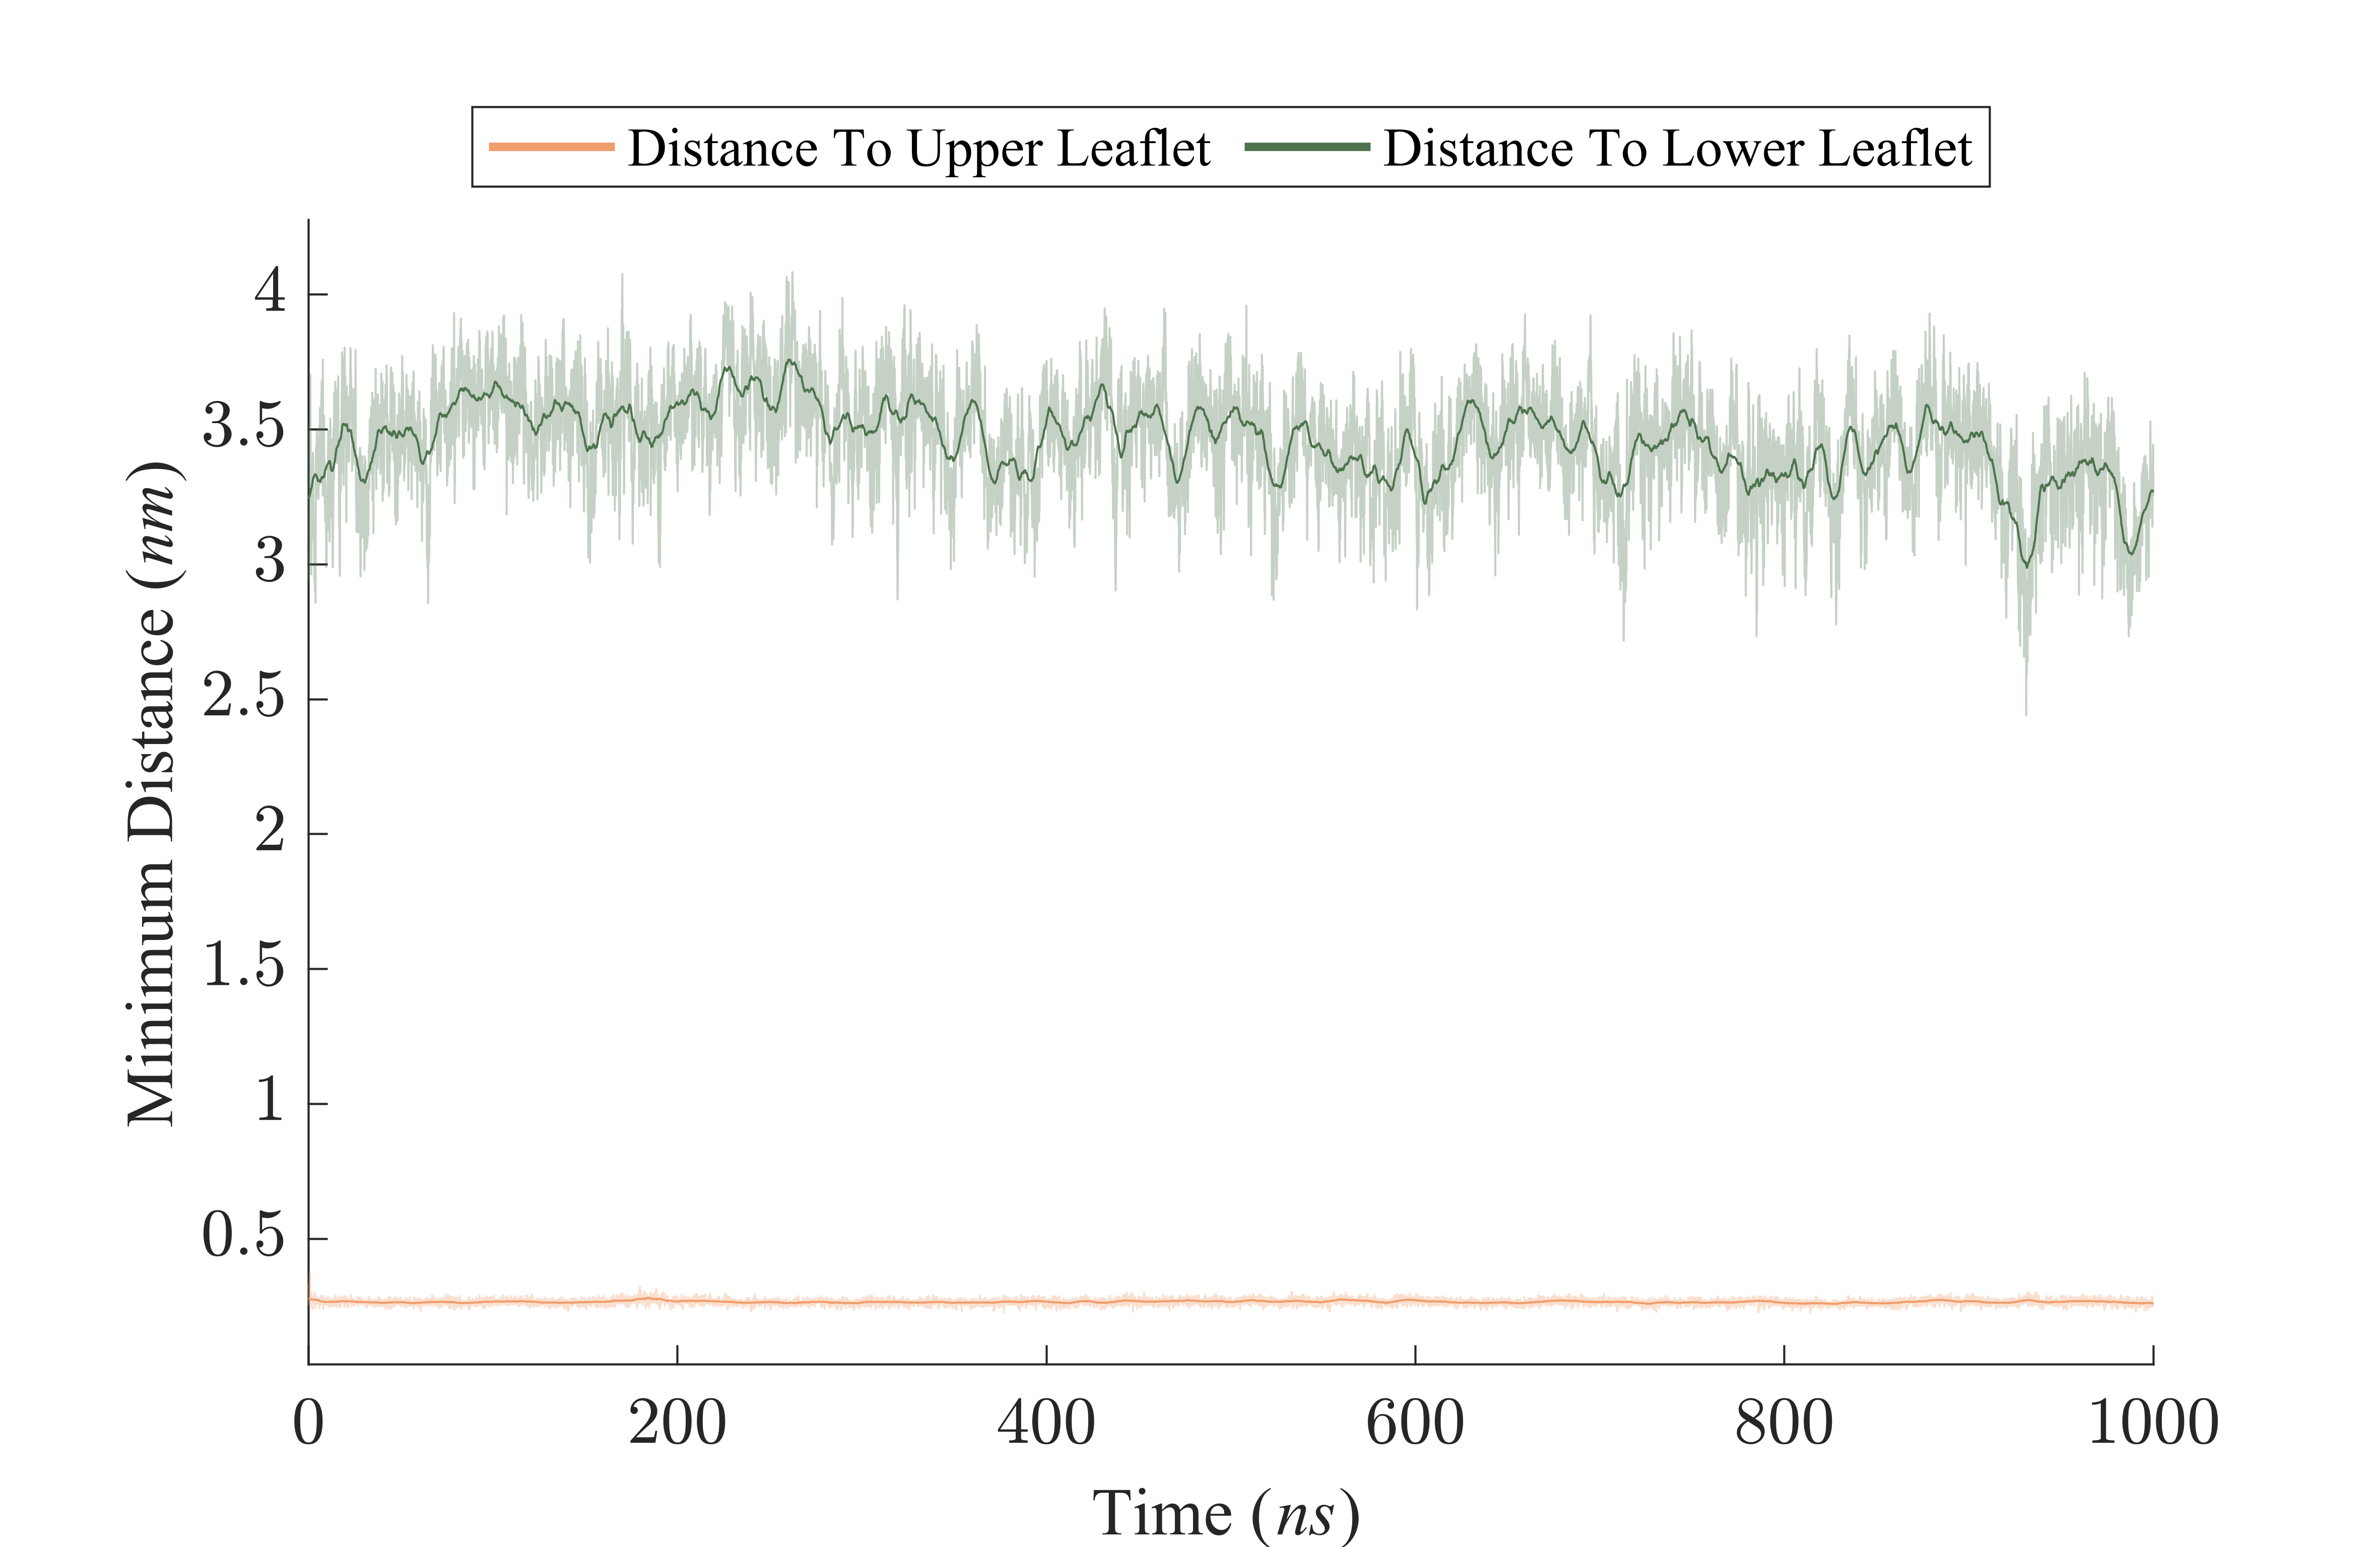 Distance To Upper Leaflet Distance To Lower Leaflet
4
3.5
3
2.5
2
1.5
1
0.5
Minimum Distance (nm)
0 200 400 600 800 1000
Time (ns)